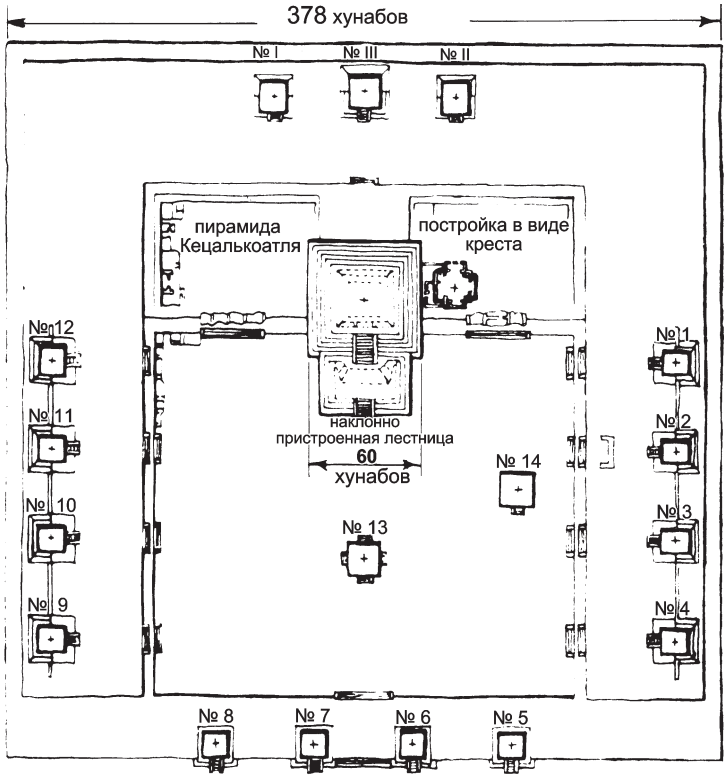 378 хунабов
№ I
№ III
№ II
пирамида
Кецалькоатля
постройка в виде
креста
№ 12
№ 1
№ 11
№ 2
наклонно
пристроенная лестница
60
хунабов
№ 14
№ 10
№ 3
№ 13
№ 9
№ 4
№ 8
№ 7
№ 6
№ 5